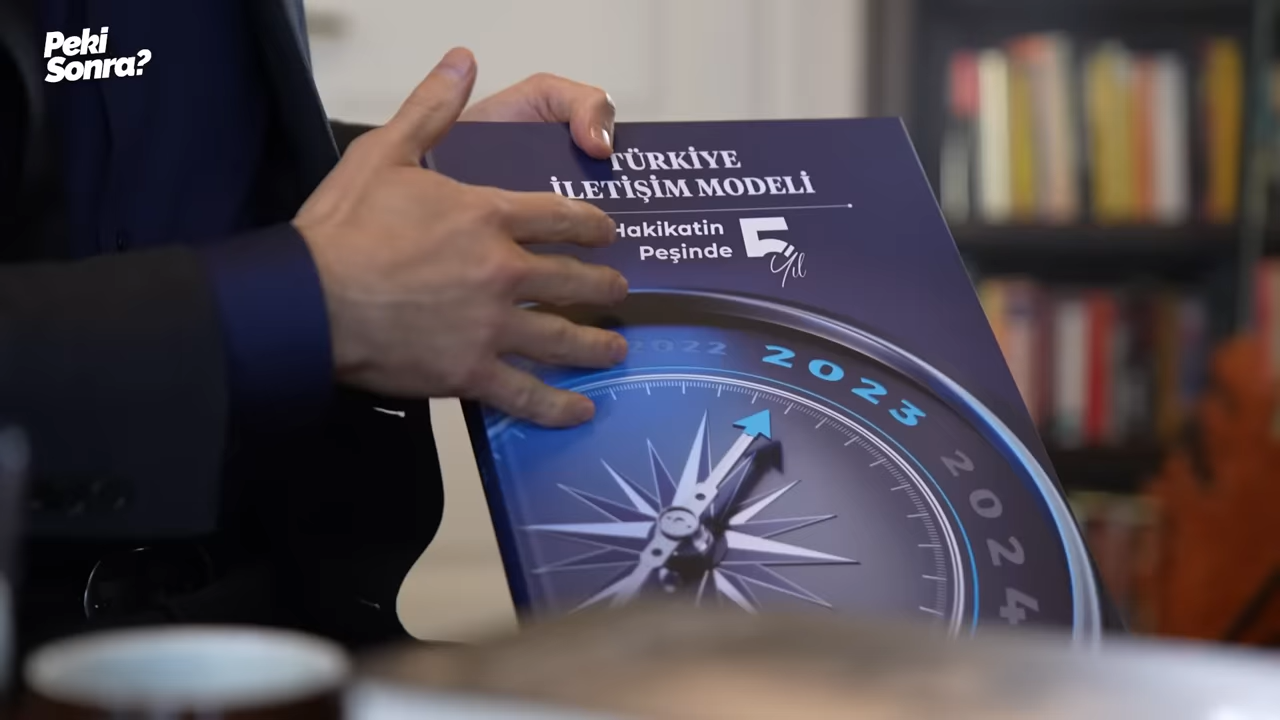 Peki
Sonra?
TÜRKİYE
İLETİŞİM MODELİ
Hakikatin
Peşinde
5
Yıl
2022
2023
2024